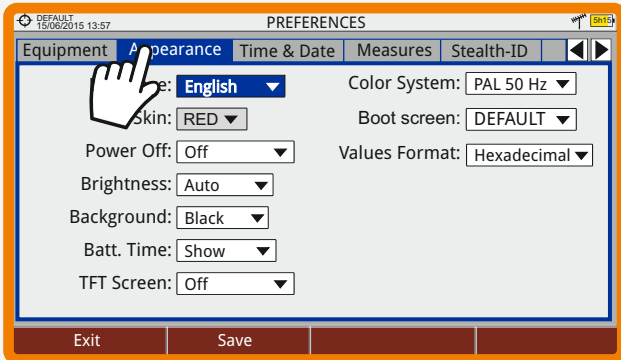 DEFAULT
15/06/2015 13:57
PREFERENCES
5h15
Equipment Appearance Time & Date Measures Stealth-ID
English
Color System: PAL 50 Hz
Skin: RED
Boot screen: DEFAULT
Power Off: Off
Values Format: Hexadecimal
Brightness: Auto
Background: Black
Batt. Time: Show
TFT Screen: Off
Exit Save